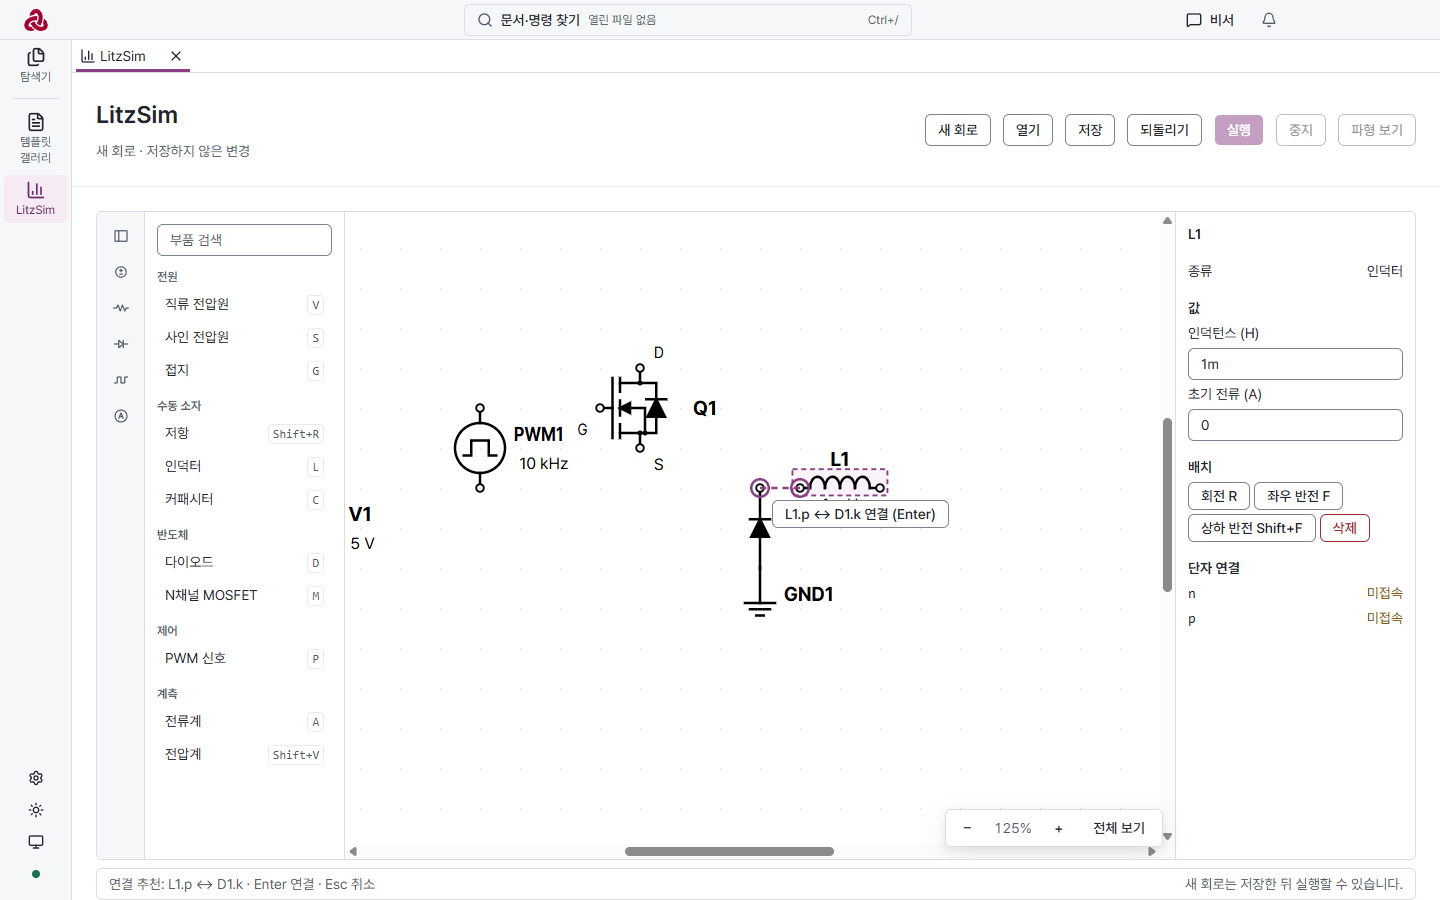 문서·명령 찾기 열린 파일 없음 Ctrl+/
비서
탐색기
템플릿
갤러리
LitzSim
LitzSim
LitzSim
새 회로 · 저장하지 않은 변경
새 회로
열기
저장
되돌리기
실행
중지
파형 보기
부품 검색
전원
직류 전압원 V
사인 전압원 S
접지 G
수동 소자
저항 Shift+R
인덕터 L
커패시터 C
반도체
다이오드 D
N채널 MOSFET M
제어
PWM 신호 P
계측
전류계 A
전압계 Shift+V
D
Q1
G
S
PWM1
10 kHz
V1
5 V
L1
L1.p ↔ D1.k 연결 (Enter)
GND1
− 125% + 전체 보기
L1
종류 인덕터
값
인덕턴스 (H)
1m
초기 전류 (A)
0
배치
회전 R
좌우 반전 F
상하 반전 Shift+F
삭제
단자 연결
n 미접속
p 미접속
연결 추천: L1.p ↔ D1.k · Enter 연결 · Esc 취소
새 회로는 저장한 뒤 실행할 수 있습니다.